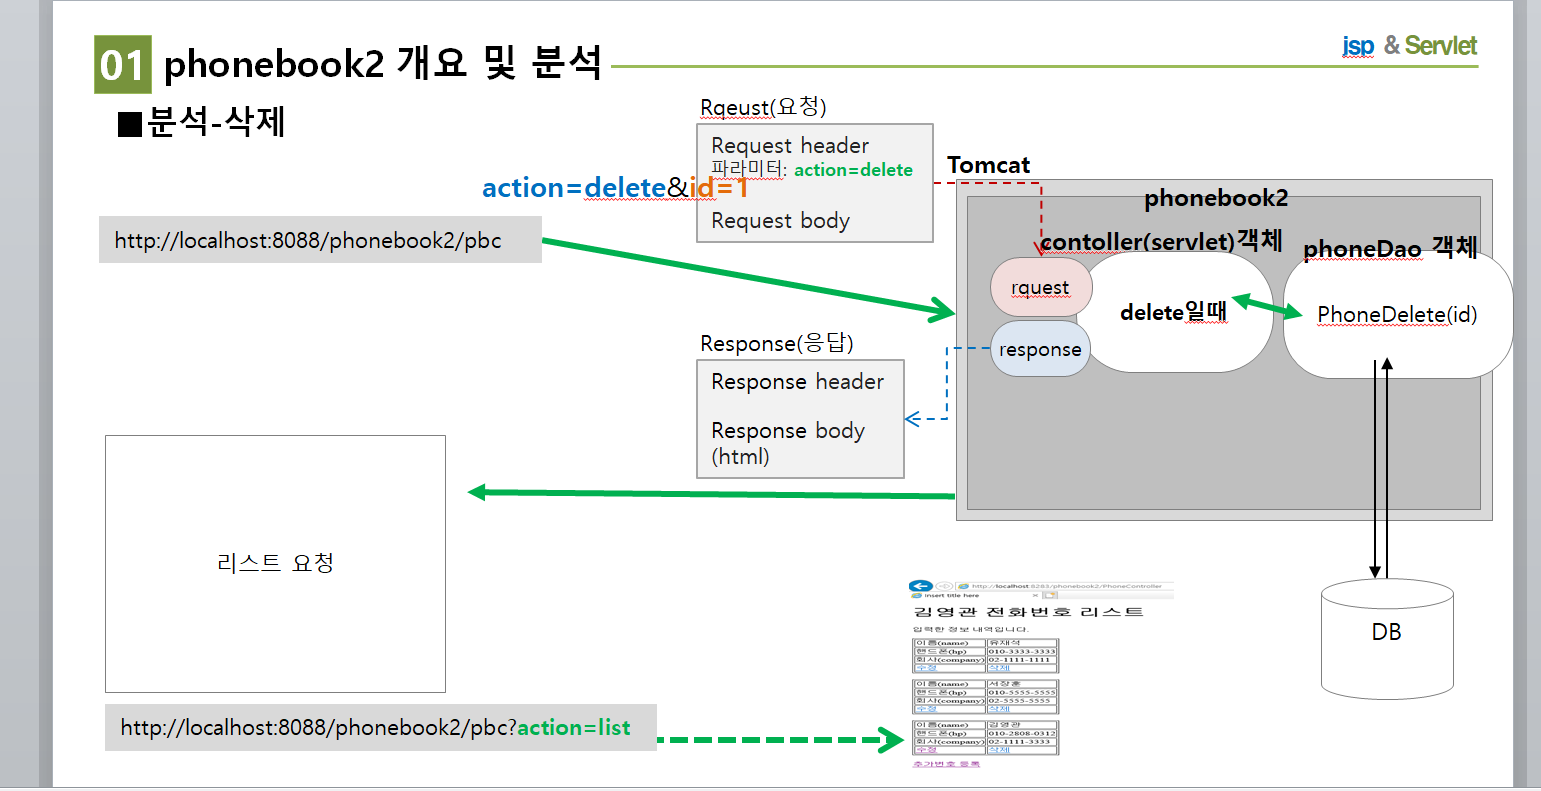 01 phonebook2 개요 및 분석
jsp & Servlet
■분석-삭제
Rqeust(요청)
Request header
파라미터: action=delete
Request body
action=delete&id=1
http://localhost:8088/phonebook2/pbc
Tomcat
phonebook2
contoller(servlet)객체
phoneDao 객체
rquest
delete일때
PhoneDelete(id)
response
Response(응답)
Response header
Response body
(html)
리스트 요청
DB
http://localhost:8088/phonebook2/pbc?action=list
http://localhost:8283/phonebook2/PhoneController
Insert title here
김영관 전화번호 리스트
입력한 정보 내역입니다.
이름(name) 유재석
핸드폰(hp) 010-3333-3333
회사(company) 02-1111-1111
수정 삭제
이름(name) 서장훈
핸드폰(hp) 010-5555-5555
회사(company) 02-5555-5555
수정 삭제
이름(name) 김영관
핸드폰(hp) 010-2808-0312
회사(company) 02-1111-3333
수정 삭제
추가번호 등록